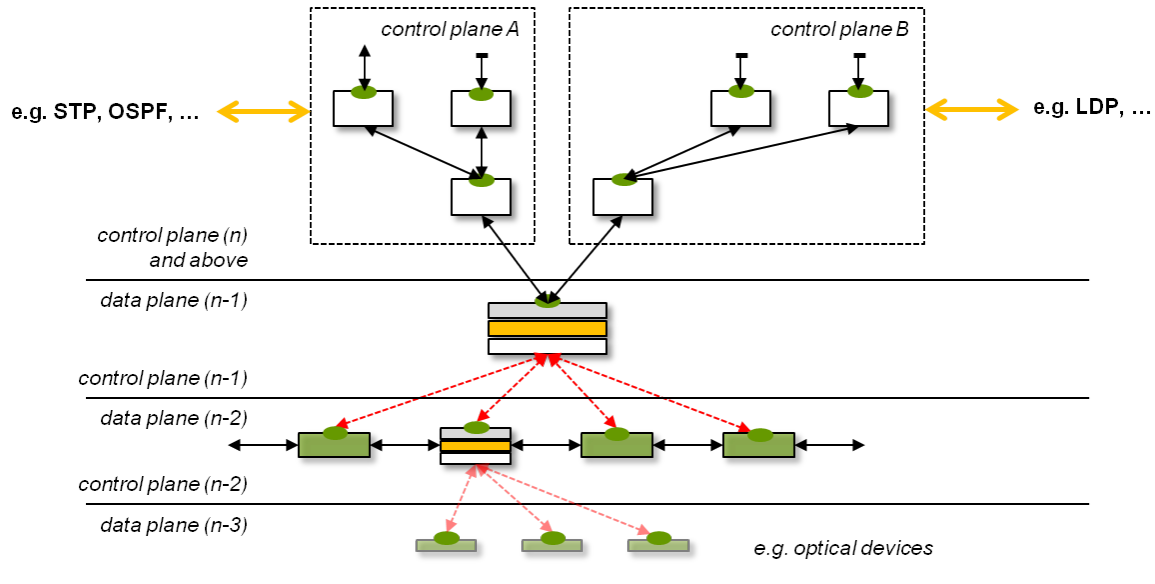 control plane A
control plane B
e.g. STP, OSPF, …
e.g. LDP, …
control plane (n)
and above
data plane (n-1)
control plane (n-1)
data plane (n-2)
control plane (n-2)
data plane (n-3)
e.g. optical devices